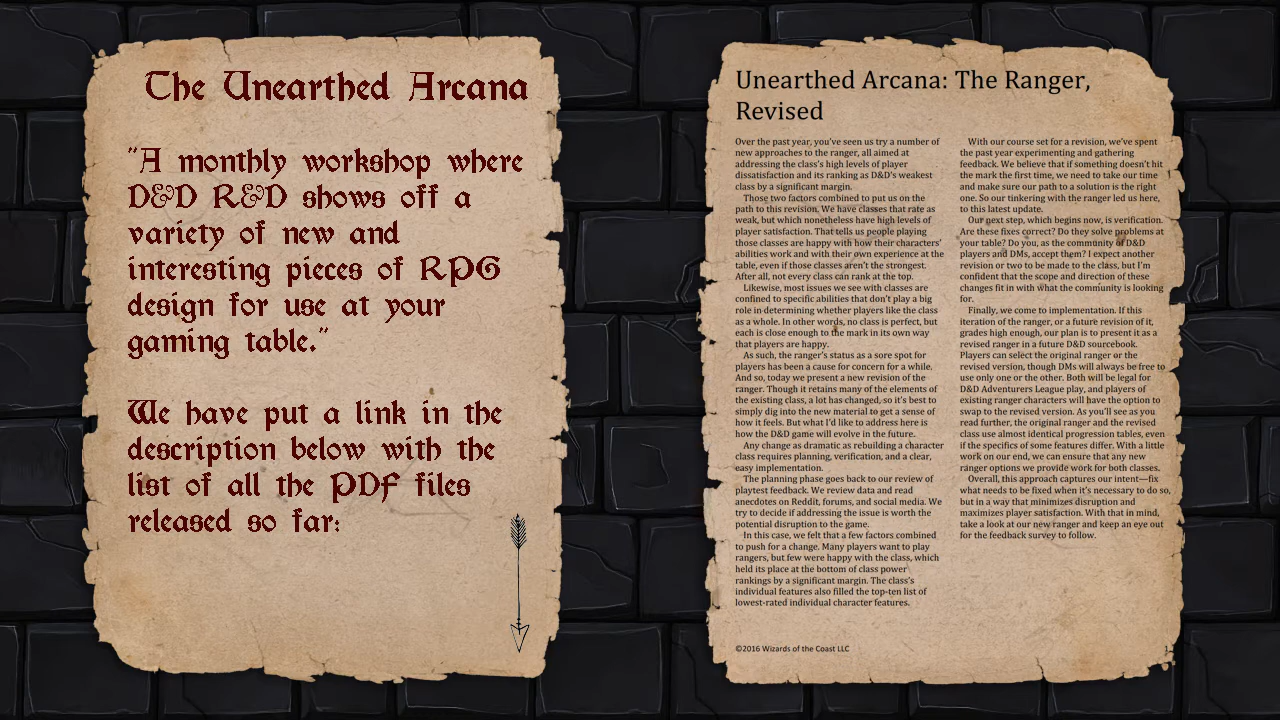 The Unearthed Arcana
"A monthly workshop where
D&D R&D shows off a
variety of new and
interesting pieces of RPG
design for use at your
gaming table."
We have put a link in the
description below with the
list of all the PDF files
released so far:
Unearthed Arcana: The Ranger,
Revised
Over the past year, you've seen us try a number of
new approaches to the ranger, all aimed at
addressing the class's high levels of player
dissatisfaction and its ranking as D&D's weakest
class by a significant margin.
Those two factors combined to put us on the
path to this revision. We have classes that rate as
weak, but which nonetheless have high levels of
player satisfaction. That tells us people playing
those classes are happy with how their characters'
abilities work and with their own experience at the
table, even if those classes aren't the strongest.
After all, not every class can rank at the top.
Likewise, most issues we see with classes are
confined to specific abilities that don't play a big
role in determining whether players like the class
as a whole. In other words, no class is perfect, but
each is close enough to the mark in its own way
that players are happy.
As such, the ranger's status as a sore spot for
players has been a cause for concern for a while.
And so, today we present a new revision of the
ranger. Though it retains many of the elements of
the existing class, a lot has changed, so it's best to
simply dig into the new material to get a sense of
how it feels. But what I'd like to address here is
how the D&D game will evolve in the future.
Any change as dramatic as rebuilding a character
class requires planning, verification, and a clear,
easy implementation.
The planning phase goes back to our review of
playtest feedback. We review data and read
anecdotes on Reddit, forums, and social media. We
try to decide if addressing the issue is worth the
potential disruption to the game.
In this case, we felt that a few factors combined
to push for a change. Many players want to play
rangers, but few were happy with the class, which
held its place at the bottom of class power
rankings by a significant margin. The class's
individual features also filled the top-ten list of
lowest-rated individual character features.
With our course set for a revision, we've spent
the past year experimenting and gathering
feedback. We believe that if something doesn't hit
the mark the first time, we need to take our time
and make sure our path to a solution is the right
one. So our tinkering with the ranger led us here,
to this latest update.
Our next step, which begins now, is verification.
Are these fixes correct? Do they solve problems at
your table? Do you, as the community of D&D
players and DMs, accept them? I expect another
revision or two to be made to the class, but I'm
confident that the scope and direction of these
changes fit in with what the community is looking
for.
Finally, we come to implementation. If this
iteration of the ranger, or a future revision of it,
grades high enough, our plan is to present it as a
revised ranger in a future D&D sourcebook.
Players can select the original ranger or the
revised version, though DMs will always be free to
use only one or the other. Both will be legal for
D&D Adventurers League play, and players of
existing ranger characters will have the option to
swap to the revised version. As you'll see as you
read further, the original ranger and the revised
class use almost identical progression tables, even
if the specifics of some features differ. With a little
work on our end, we can ensure that any new
ranger options we provide work for both classes.
Overall, this approach captures our intent—fix
what needs to be fixed when it's necessary to do so,
but in a way that minimizes disruption and
maximizes player satisfaction. With that in mind,
take a look at our new ranger and keep an eye out
for the feedback survey to follow.
©2016 Wizards of the Coast LLC
1